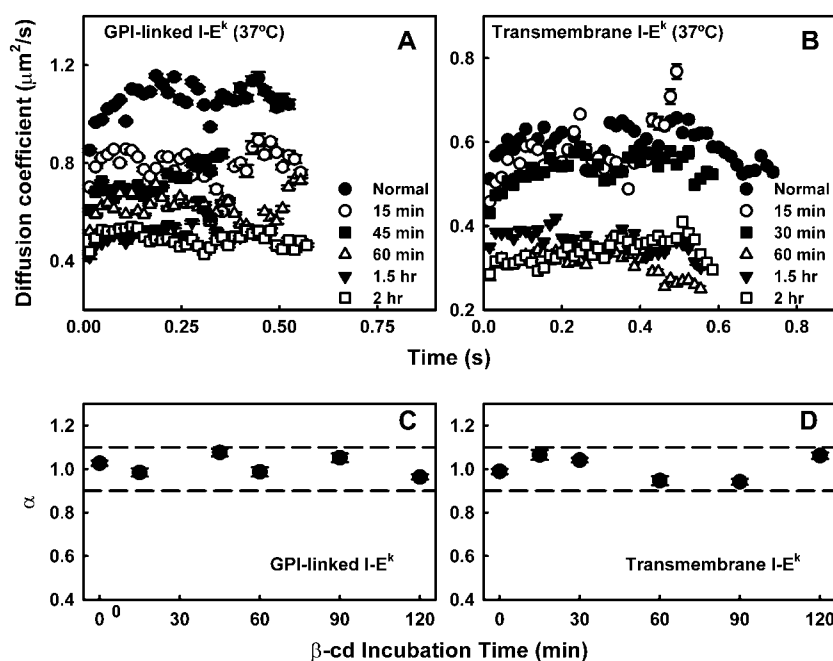 GPI-linked I-Eᵏ (37ºC)
A
Diffusion coefficient (μm²/s)
1.2
0.8
0.4
Normal
15 min
45 min
60 min
1.5 hr
2 hr
0.00
0.25
0.50
0.75
Transmembrane I-Eᵏ (37ºC)
B
0.8
0.6
0.4
0.2
Normal
15 min
30 min
60 min
1.5 hr
2 hr
0.0
0.2
0.4
0.6
0.8
Time (s)
C
α
1.2
1.0
0.8
0.6
0.4
GPI-linked I-Eᵏ
0
0
30
60
90
120
D
1.2
1.0
0.8
0.6
0.4
Transmembrane I-Eᵏ
0
30
60
90
120
β-cd Incubation Time (min)